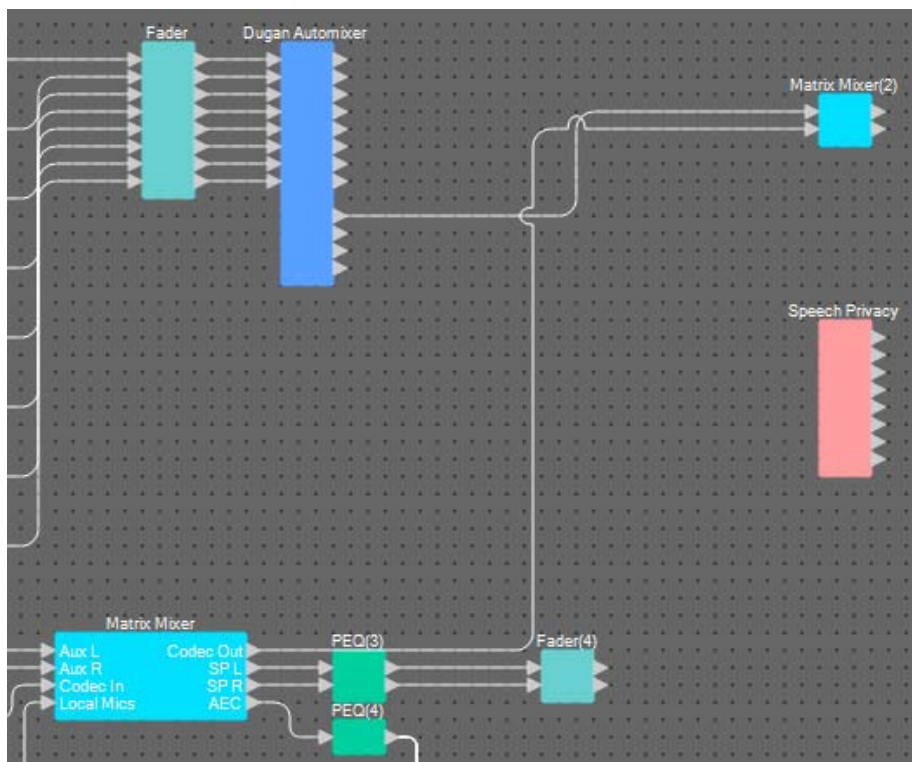 Fader
Dugan Automixer
Matrix Mixer(2)
Speech Privacy
Matrix Mixer
Aux L
Codec Out
Aux R
SP L
Codec In
SP R
Local Mics
AEC
PEQ(3)
Fader(4)
PEQ(4)